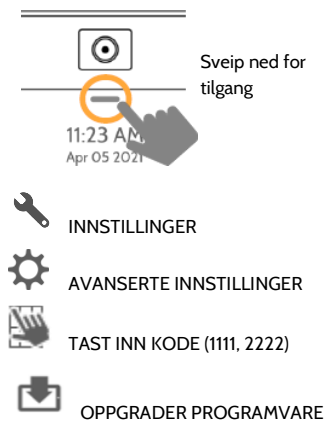 Sveip ned for
tilgang
11:23 AM
Apr 05 2021
INNSTILLINGER
AVANSERTE INNSTILLINGER
TAST INN KODE (1111, 2222)
OPPGRADER PROGRAMVARE